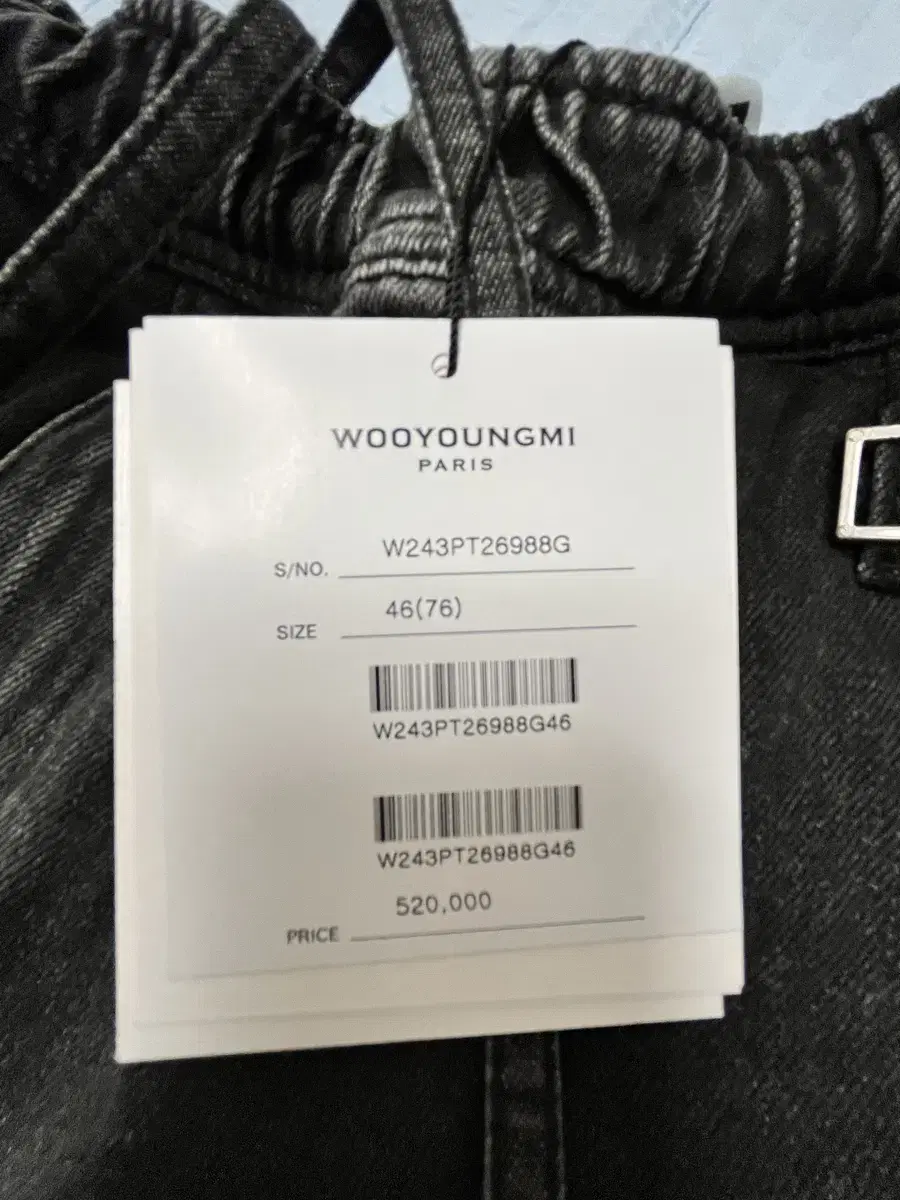 WOOYOUNGMI
PARIS
S/NO. W243PT26988G
SIZE 46(76)
W243PT26988G46
W243PT26988G46
PRICE 520,000